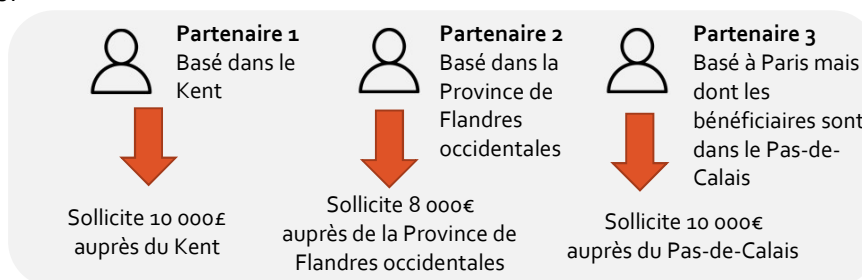 Partenaire 1
Basé dans le
Kent
Sollicite 10 000£
auprès du Kent
Partenaire 2
Basé dans la
Province de
Flandres
occidentales
Sollicite 8 000€
auprès de la Province de
Flandres occidentales
Partenaire 3
Basé à Paris mais
dont les
bénéficiaires sont
dans le Pas-de-
Calais
Sollicite 10 000€
auprès du Pas-de-Calais